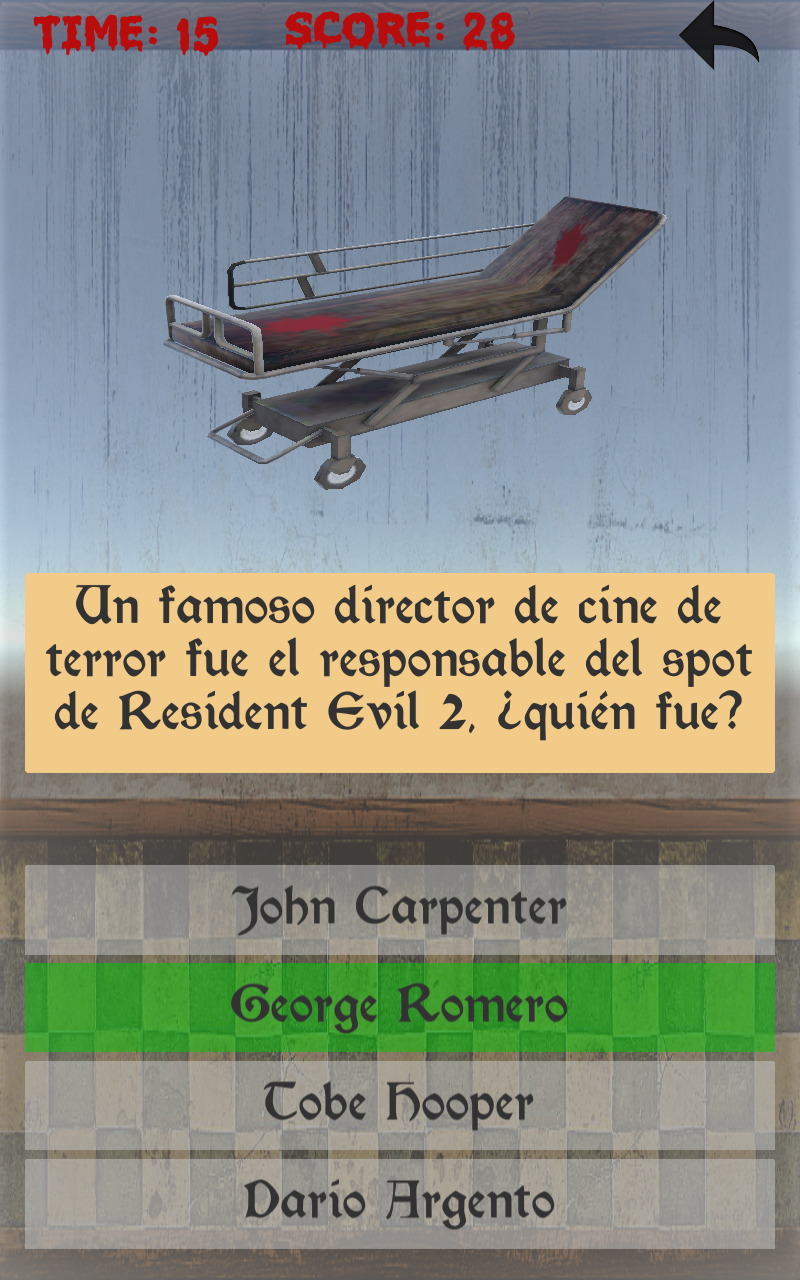 TIME: 15 SCORE: 28
Un famoso director de cine de
terror fue el responsable del spot
de Resident Evil 2, ¿quién fue?
John Carpenter
George Romero
Tobe Hooper
Dario Argento